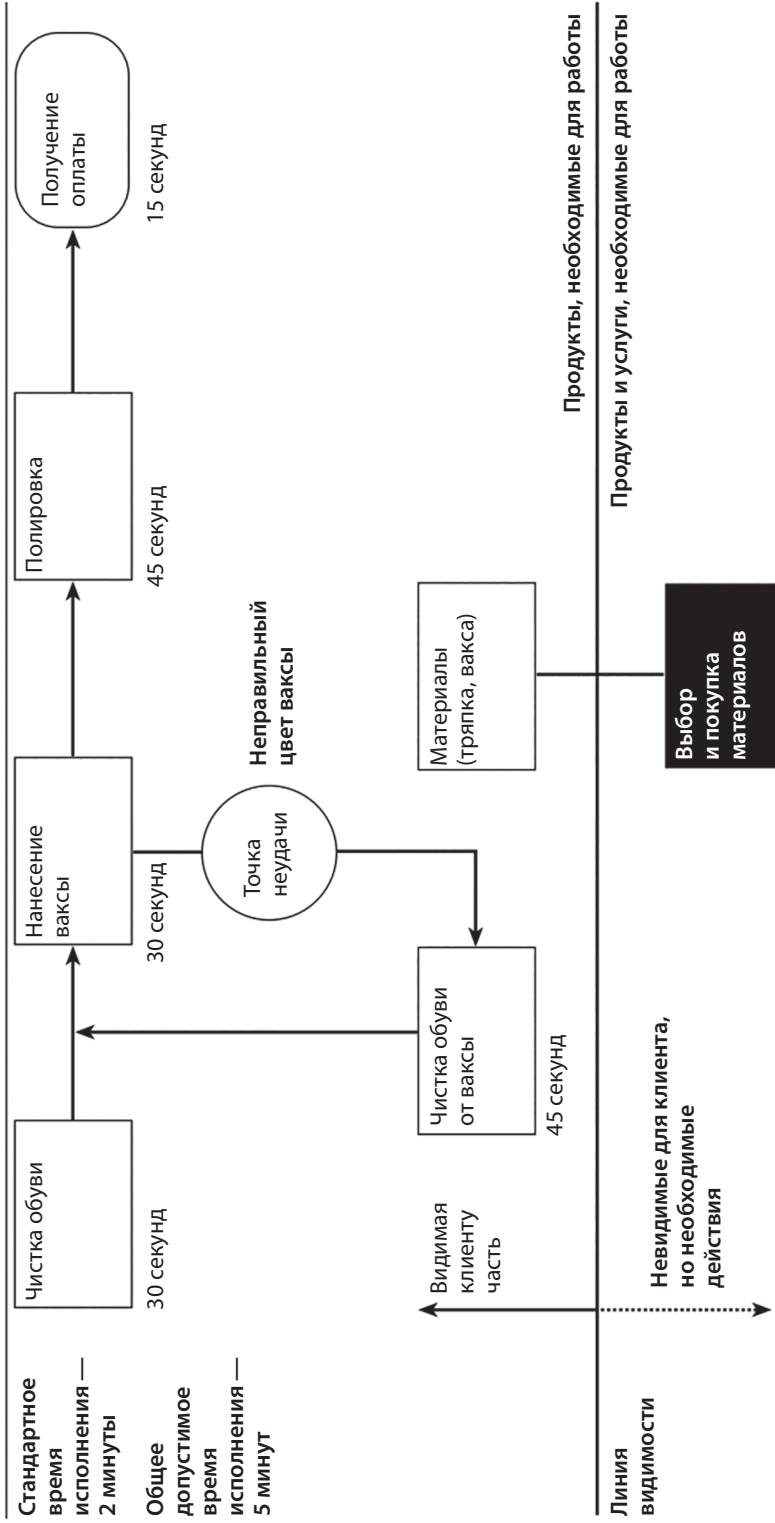 Стандартное
время
исполнения —
2 минуты
Общее
допустимое
время
исполнения —
5 минут
Чистка обуви
30 секунд
Нанесение
ваксы
30 секунд
Полировка
45 секунд
Получение
оплаты
15 секунд
Точка
неудачи
Неправильный
цвет ваксы
Чистка обуви
от ваксы
45 секунд
Видимая
клиенту
часть
Материалы
(тряпка, вакса)
Продукты, необходимые для работы
Линия
видимости
Невидимые для клиента,
но необходимые
действия
Выбор
и покупка
материалов
Продукты и услуги, необходимые для работы